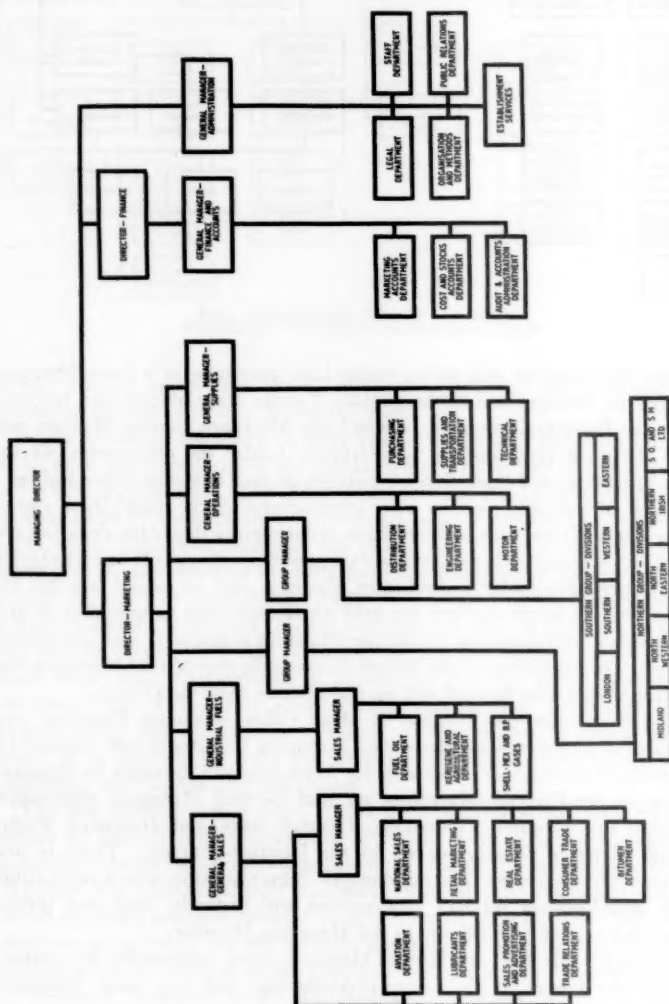 MANAGING DIRECTOR
DIRECTOR— MARKETING
DIRECTOR— FINANCE
GENERAL MANAGER—
GENERAL SALES
GENERAL MANAGER—
INDUSTRIAL FUELS
GROUP MANAGER
GROUP MANAGER
GENERAL MANAGER—
OPERATIONS
GENERAL MANAGER—
SUPPLIES
GENERAL MANAGER—
FINANCE AND
ACCOUNTS
GENERAL MANAGER—
ADMINISTRATION
SALES MANAGER
SALES MANAGER
AVIATION
DEPARTMENT
NATIONAL SALES
DEPARTMENT
LUBRICANTS
DEPARTMENT
RETAIL MARKETING
DEPARTMENT
SALES PROMOTION
AND ADVERTISING
DEPARTMENT
REAL ESTATE
DEPARTMENT
TRADE RELATIONS
DEPARTMENT
CONSUMER TRADE
DEPARTMENT
BITUMEN
DEPARTMENT
FUEL OIL
DEPARTMENT
KEROSENE AND
AGRICULTURAL
DEPARTMENT
SHELL-MEX AND B.P
GASES
DISTRIBUTION
DEPARTMENT
ENGINEERING
DEPARTMENT
MOTOR
DEPARTMENT
PURCHASING
DEPARTMENT
SUPPLIES AND
TRANSPORTATION
DEPARTMENT
TECHNICAL
DEPARTMENT
MARKETING
ACCOUNTS
DEPARTMENT
COST AND STOCKS
ACCOUNTS
DEPARTMENT
AUDIT & ACCOUNTS
ADMINISTRATION
DEPARTMENT
LEGAL
DEPARTMENT
STAFF
DEPARTMENT
ORGANISATION
AND METHODS
DEPARTMENT
PUBLIC RELATIONS
DEPARTMENT
ESTABLISHMENT
SERVICES
SOUTHERN GROUP— DIVISIONS
LONDON
SOUTHERN
WESTERN
EASTERN
NORTHERN GROUP— DIVISIONS
MIDLAND
NORTH
WESTERN
NORTH
EASTERN
NORTHERN
IRISH
S O. AND S M
LTD